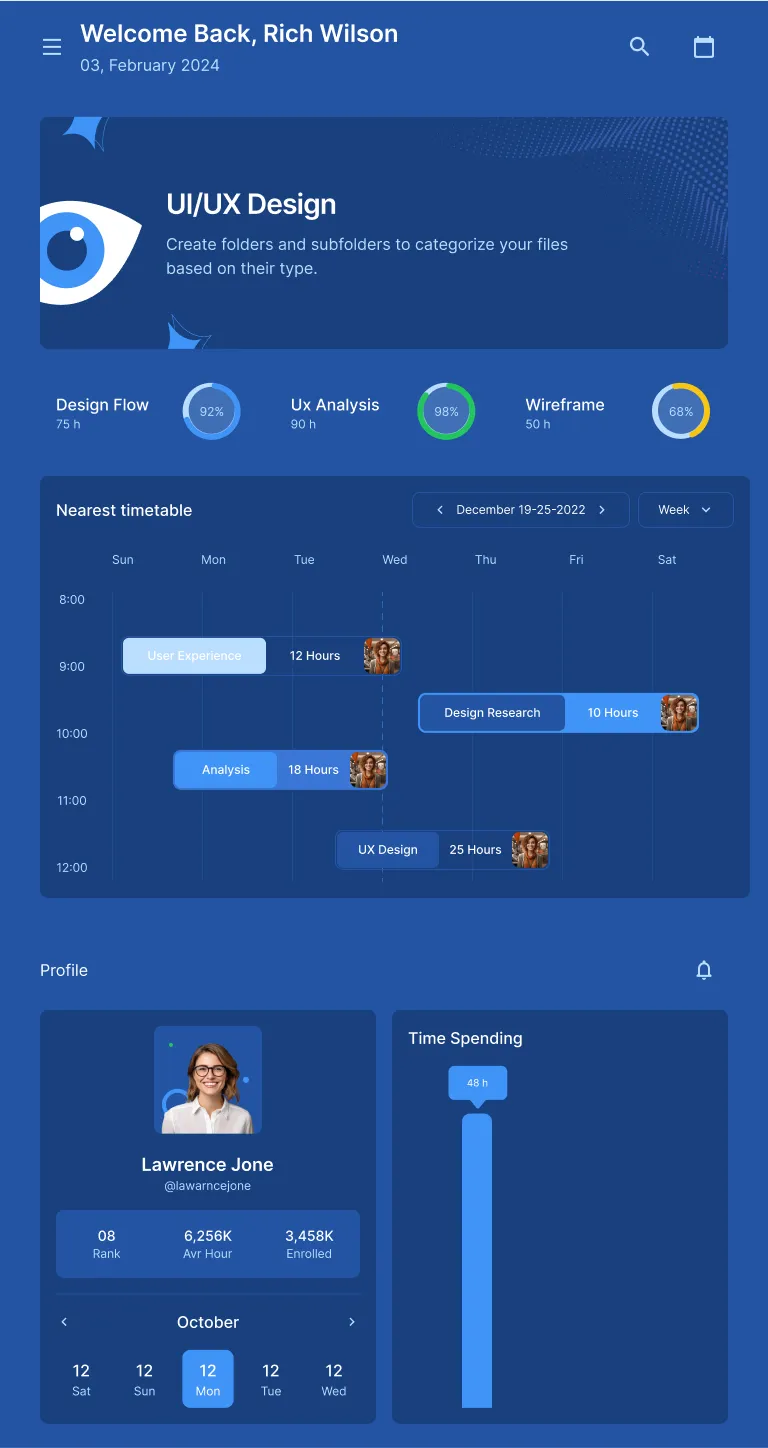 Welcome Back, Rich Wilson
03, February 2024
UI/UX Design
Create folders and subfolders to categorize your files
based on their type.
Design Flow
75 h
92%
Ux Analysis
90 h
98%
Wireframe
50 h
68%
Nearest timetable
December 19-25-2022
Week
Sun Mon Tue Wed Thu Fri Sat
8:00
User Experience 12 Hours
9:00
Design Research 10 Hours
10:00
Analysis 18 Hours
11:00
UX Design 25 Hours
12:00
Profile
Lawrence Jone
@lawarncejone
08 6,256K 3,458K
Rank Avr Hour Enrolled
October
12 12 12 12 12
Sat Sun Mon Tue Wed
Time Spending
48 h